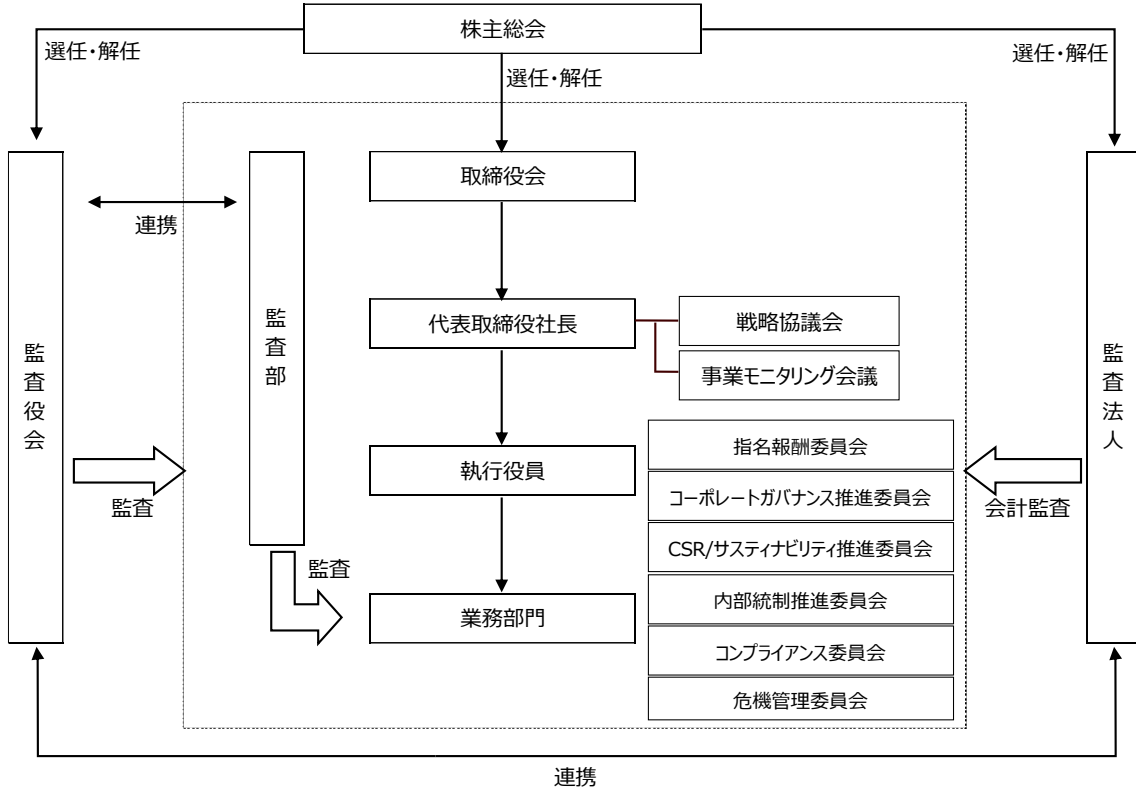 株主総会
選任・解任
選任・解任
選任・解任
取締役会
連携
代表取締役社長
戦略協議会
事業モニタリング会議
監査部
監査役会
監査法人
指名報酬委員会
執行役員
コーポレートガバナンス推進委員会
監査
会計監査
CSR/サスティナビリティ推進委員会
監査
内部統制推進委員会
業務部門
コンプライアンス委員会
危機管理委員会
連携